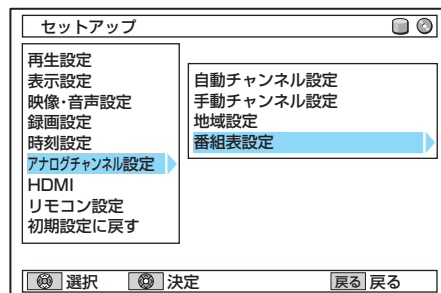 セットアップ
再生設定
表示設定
映像・音声設定
録画設定
時刻設定
アナログチャンネル設定
HDMI
リモコン設定
初期設定に戻す
自動チャンネル設定
手動チャンネル設定
地域設定
番組表設定
選択 決定 戻る 戻る